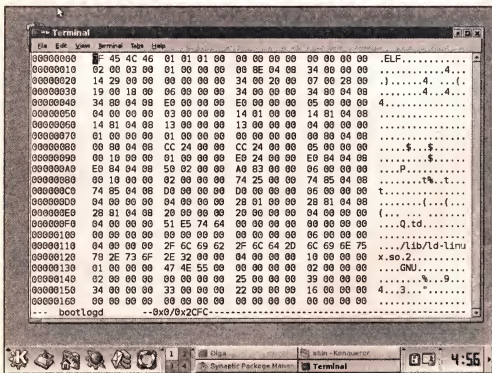 Terminal
File Edit View Terminal Tabs Help
00000000 7F 45 4C 46 01 01 01 00 00 00 00 00 00 00 00 00 .ELF............
00000010 02 00 03 00 01 00 00 00 00 8E 04 08 34 00 00 00 ............4...
00000020 14 29 00 00 00 00 00 00 34 00 20 00 07 00 28 00 .)......4. ...(.
00000030 19 00 18 00 06 00 00 00 34 00 00 00 34 80 04 08 ........4...4...
00000040 34 80 04 08 E0 00 00 00 E0 00 00 00 05 00 00 00 4...............
00000050 04 00 00 00 03 00 00 00 14 01 00 00 14 81 04 08 ................
00000060 14 81 04 08 13 00 00 00 13 00 00 00 04 00 00 00 ................
00000070 01 00 00 00 01 00 00 00 00 00 00 00 00 80 04 08 ................
00000080 00 80 04 08 CC 24 00 00 CC 24 00 00 05 00 00 00 .....$...$......
00000090 00 10 00 00 01 00 00 00 E0 24 00 00 E0 B4 04 08 .........$......
000000A0 E0 B4 04 08 50 02 00 00 A0 83 00 00 06 00 00 00 ....P...........
000000B0 00 10 00 00 02 00 00 00 74 25 00 00 74 B5 04 08 ........t%..t...
000000C0 74 B5 04 08 D0 00 00 00 D0 00 00 00 06 00 00 00 t...............
000000D0 04 00 00 00 04 00 00 00 28 01 00 00 28 81 04 08 ........(...(...
000000E0 28 81 04 08 20 00 00 00 20 00 00 00 04 00 00 00 (... ... .......
000000F0 04 00 00 00 51 E5 74 64 00 00 00 00 00 00 00 00 ....Q.td........
00000100 00 00 00 00 00 00 00 00 00 00 00 00 06 00 00 00 ................
00000110 04 00 00 00 2F 6C 69 62 2F 6C 64 2D 6C 69 6E 75 ..../lib/ld-linu
00000120 78 2E 73 6F 2E 32 00 00 04 00 00 00 10 00 00 00 x.so.2..........
00000130 01 00 00 00 47 4E 55 00 00 00 00 00 02 00 00 00 ....GNU.........
00000140 02 00 00 00 00 00 00 00 25 00 00 00 39 00 00 00 ........%...9...
00000150 34 00 00 00 33 00 00 00 22 00 00 00 16 00 00 00 4...3...".......
00000160 00 00 00 00 00 00 00 00 00 00 00 00 00 00 00 00 ................
--- bootlogd --0x0/0x2CFC
1 2 Olga sbin - Konqueror
3 4 Synaptic Package Manag Terminal
4:56